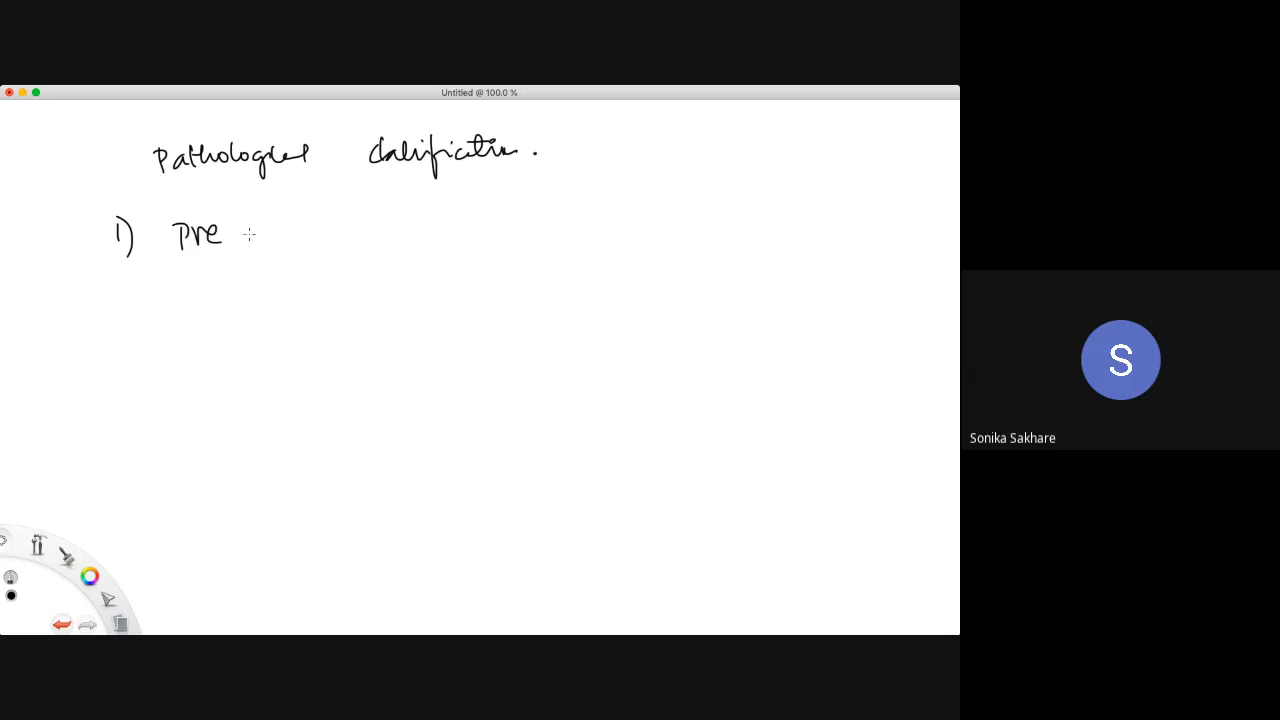 Untitled @ 100.0 %
Pathological Calcification.
1) Pre
S
Sonika Sakhare